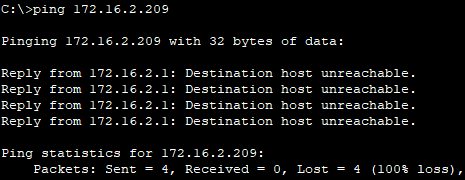 C:\>ping 172.16.2.209
Pinging 172.16.2.209 with 32 bytes of data:
Reply from 172.16.2.1: Destination host unreachable.
Reply from 172.16.2.1: Destination host unreachable.
Reply from 172.16.2.1: Destination host unreachable.
Reply from 172.16.2.1: Destination host unreachable.
Ping statistics for 172.16.2.209:
    Packets: Sent = 4, Received = 0, Lost = 4 (100% loss),